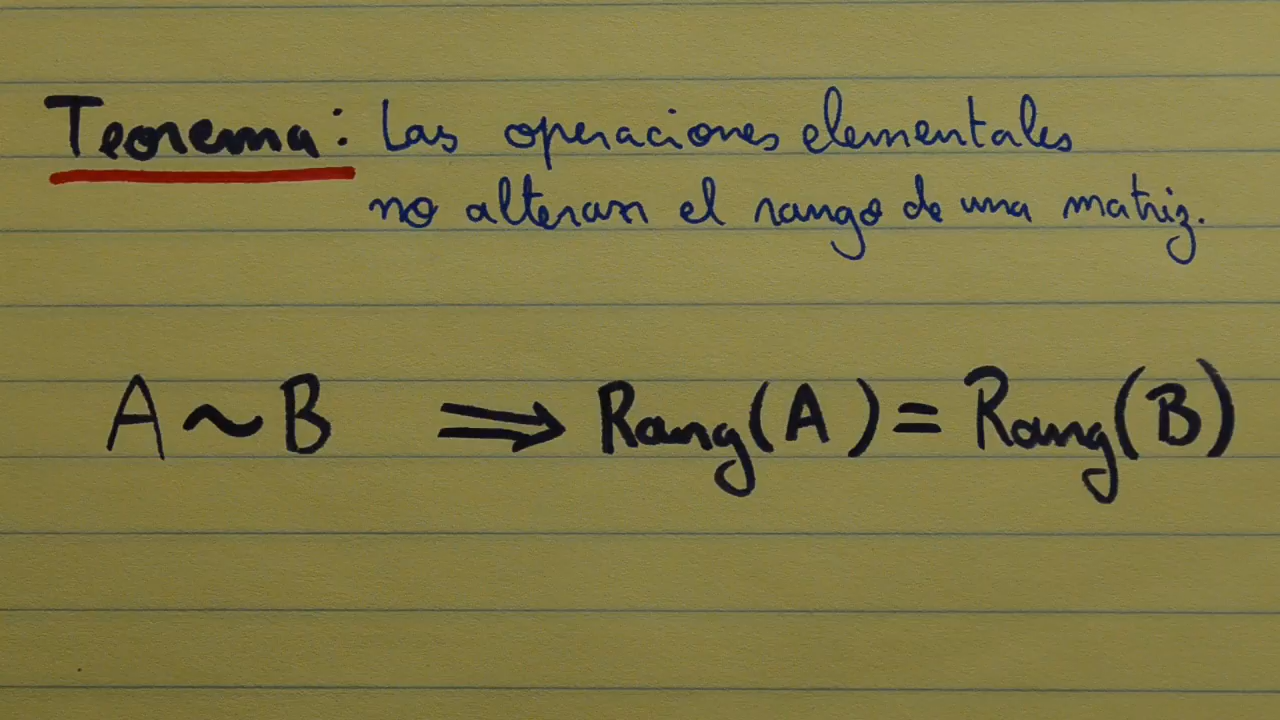 Teorema: Las operaciones elementales
no alteran el rango de una matriz.
A ~ B ⟹ Rang(A) = Rang(B)